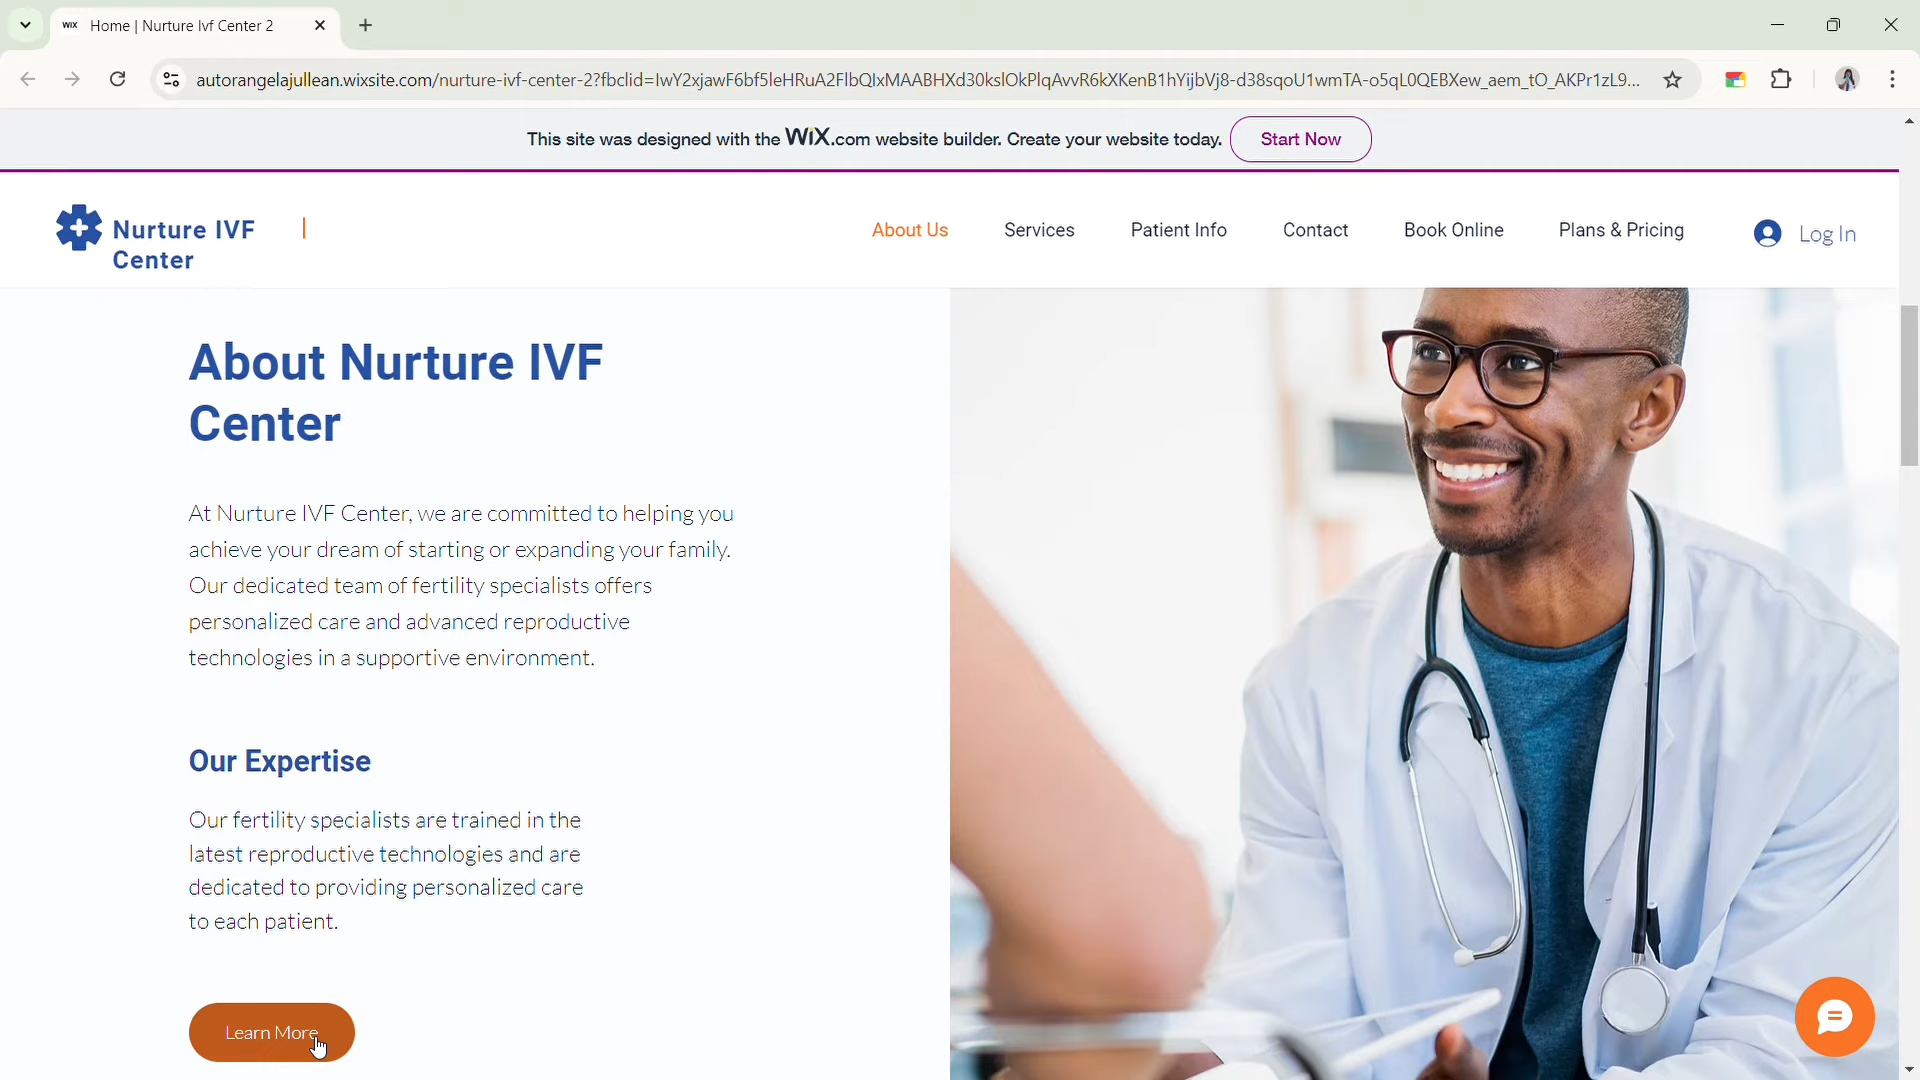 WIX Home | Nurture Ivf Center 2
autorangelajullean.wixsite.com/nurture-ivf-center-2?fbclid=IwY2xjawF6bf5leHRuA2FlbQIxMAABHXd30kslOkPlqAvvR6kXKenB1hYijbVj8-d38sqoU1wmTA-o5qL0QEBXew_aem_tO_AKPr1zL9...
This site was designed with the WiX.com website builder. Create your website today. Start Now
Nurture IVF
Center
About Us Services Patient Info Contact Book Online Plans & Pricing Log In
About Nurture IVF
Center
At Nurture IVF Center, we are committed to helping you
achieve your dream of starting or expanding your family.
Our dedicated team of fertility specialists offers
personalized care and advanced reproductive
technologies in a supportive environment.
Our Expertise
Our fertility specialists are trained in the
latest reproductive technologies and are
dedicated to providing personalized care
to each patient.
Learn More